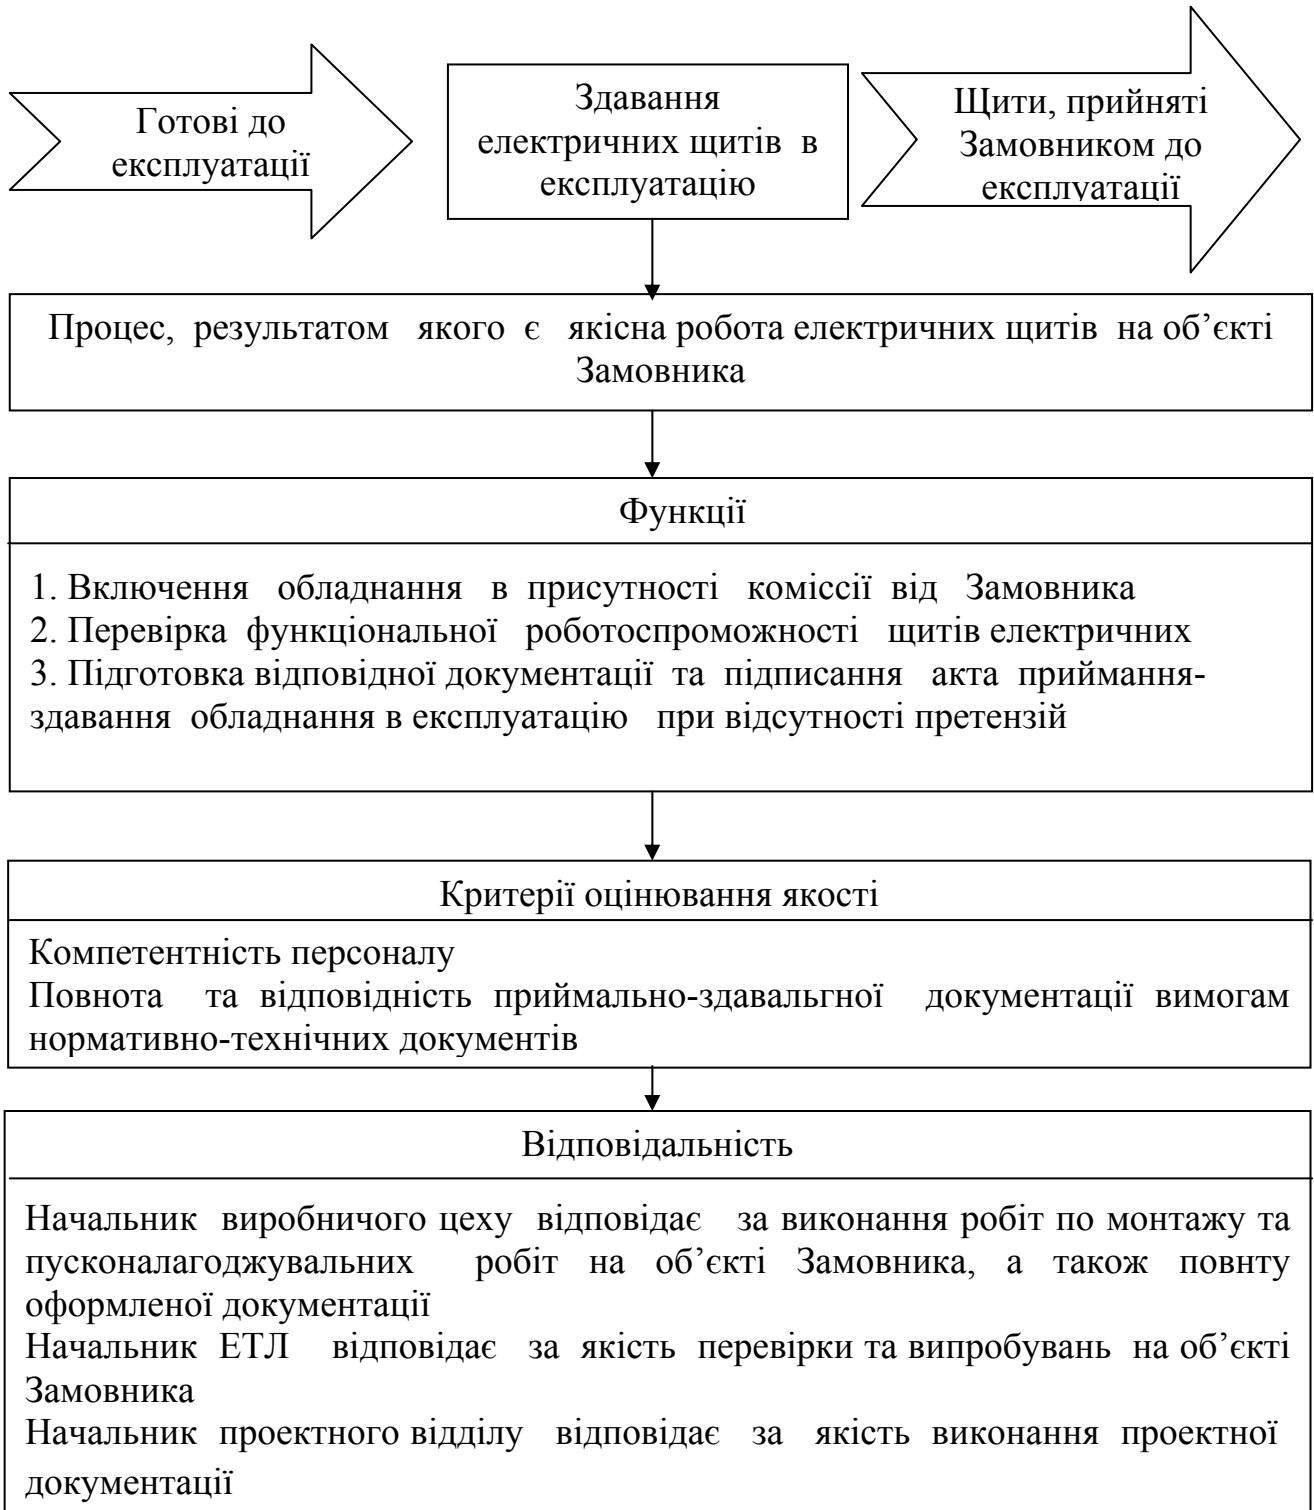 Готові до
експлуатації
Здавання
електричних щитів в
експлуатацію
Щити, прийняті
Замовником до
експлуатації
Процес, результатом якого є якісна робота електричних щитів на об’єкті
Замовника
Функції
1. Включення обладнання в присутності коміссії від Замовника
2. Перевірка функціональної роботоспроможності щитів електричних
3. Підготовка відповідної документації та підписання акта приймання-
здавання обладнання в експлуатацію при відсутності претензій
Критерії оцінювання якості
Компетентність персоналу
Повнота та відповідність приймально-здавальгної документації вимогам
нормативно-технічних документів
Відповідальність
Начальник виробничого цеху відповідає за виконання робіт по монтажу та
пусконалагоджувальних робіт на об’єкті Замовника, а також повнту
оформленої документації
Начальник ЕТЛ відповідає за якість перевірки та випробувань на об’єкті
Замовника
Начальник проектного відділу відповідає за якість виконання проектної
документації